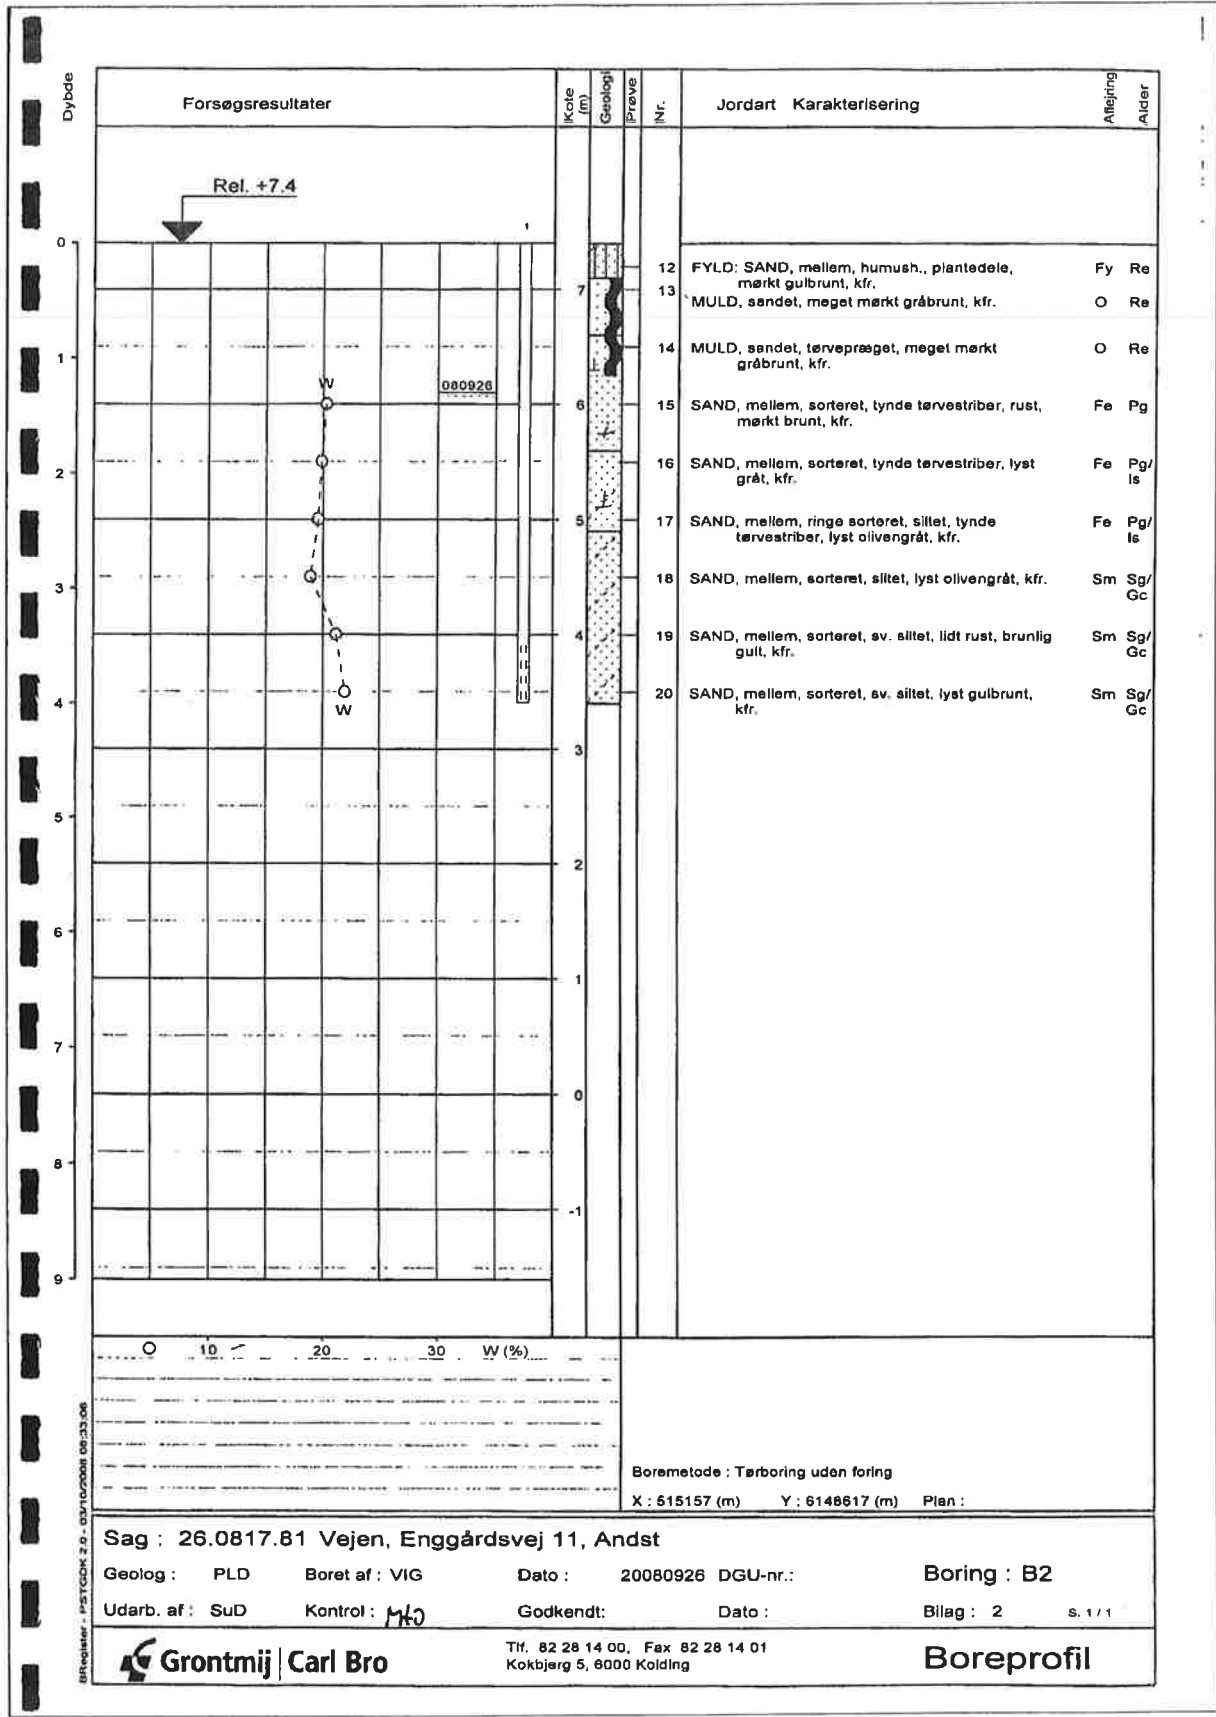 Dybde
Forsøgsresultater
Kote (m)
Geologi
Prøve
Nr.
Jordart Karakterisering
Aflejring
Alder
Rel. +7.4
1
0
12 FYLD: SAND, mellem, humush., plantedele, Fy Re
mørkt gulbrunt, kfr.
7 13
MULD, sandet, meget mørkt gråbrunt, kfr. O Re
1
14 MULD, sandet, tørvepræget, meget mørkt O Re
gråbrunt, kfr.
W
080926
6 15 SAND, mellem, sorteret, tynde tørvestriber, rust, Fe Pg
mørkt brunt, kfr.
2
16 SAND, mellem, sorteret, tynde tørvestriber, lyst Fe Pg/
gråt, kfr. Is
5 17 SAND, mellem, ringe sorteret, siltet, tynde Fe Pg/
tørvestriber, lyst olivengråt, kfr. Is
3
18 SAND, mellem, sorteret, siltet, lyst olivengråt, kfr. Sm Sg/
Gc
4 19 SAND, mellem, sorteret, sv. siltet, lidt rust, brunlig Sm Sg/
gult, kfr. Gc
4
W
20 SAND, mellem, sorteret, sv. siltet, lyst gulbrunt, Sm Sg/
kfr. Gc
3
5
2
6
1
7
0
8
-1
9
10 20 30 W (%)
Boremetode : Tørboring uden foring
X : 515157 (m) Y : 6148617 (m) Plan :
Sag : 26.0817.81 Vejen, Enggårdsvej 11, Andst
Geolog : PLD Boret af : VIG Dato : 20080926 DGU-nr.: Boring : B2
Udarb. af : SuD Kontrol : Godkendt: Dato : Bilag : 2 S. 1 / 1
Grontmij | Carl Bro
Tlf. 82 28 14 00, Fax 82 28 14 01
Kokbjerg 5, 6000 Kolding
Boreprofil
BRegister - PSTGDK 2.0 - 03/10/2008 08:33:06